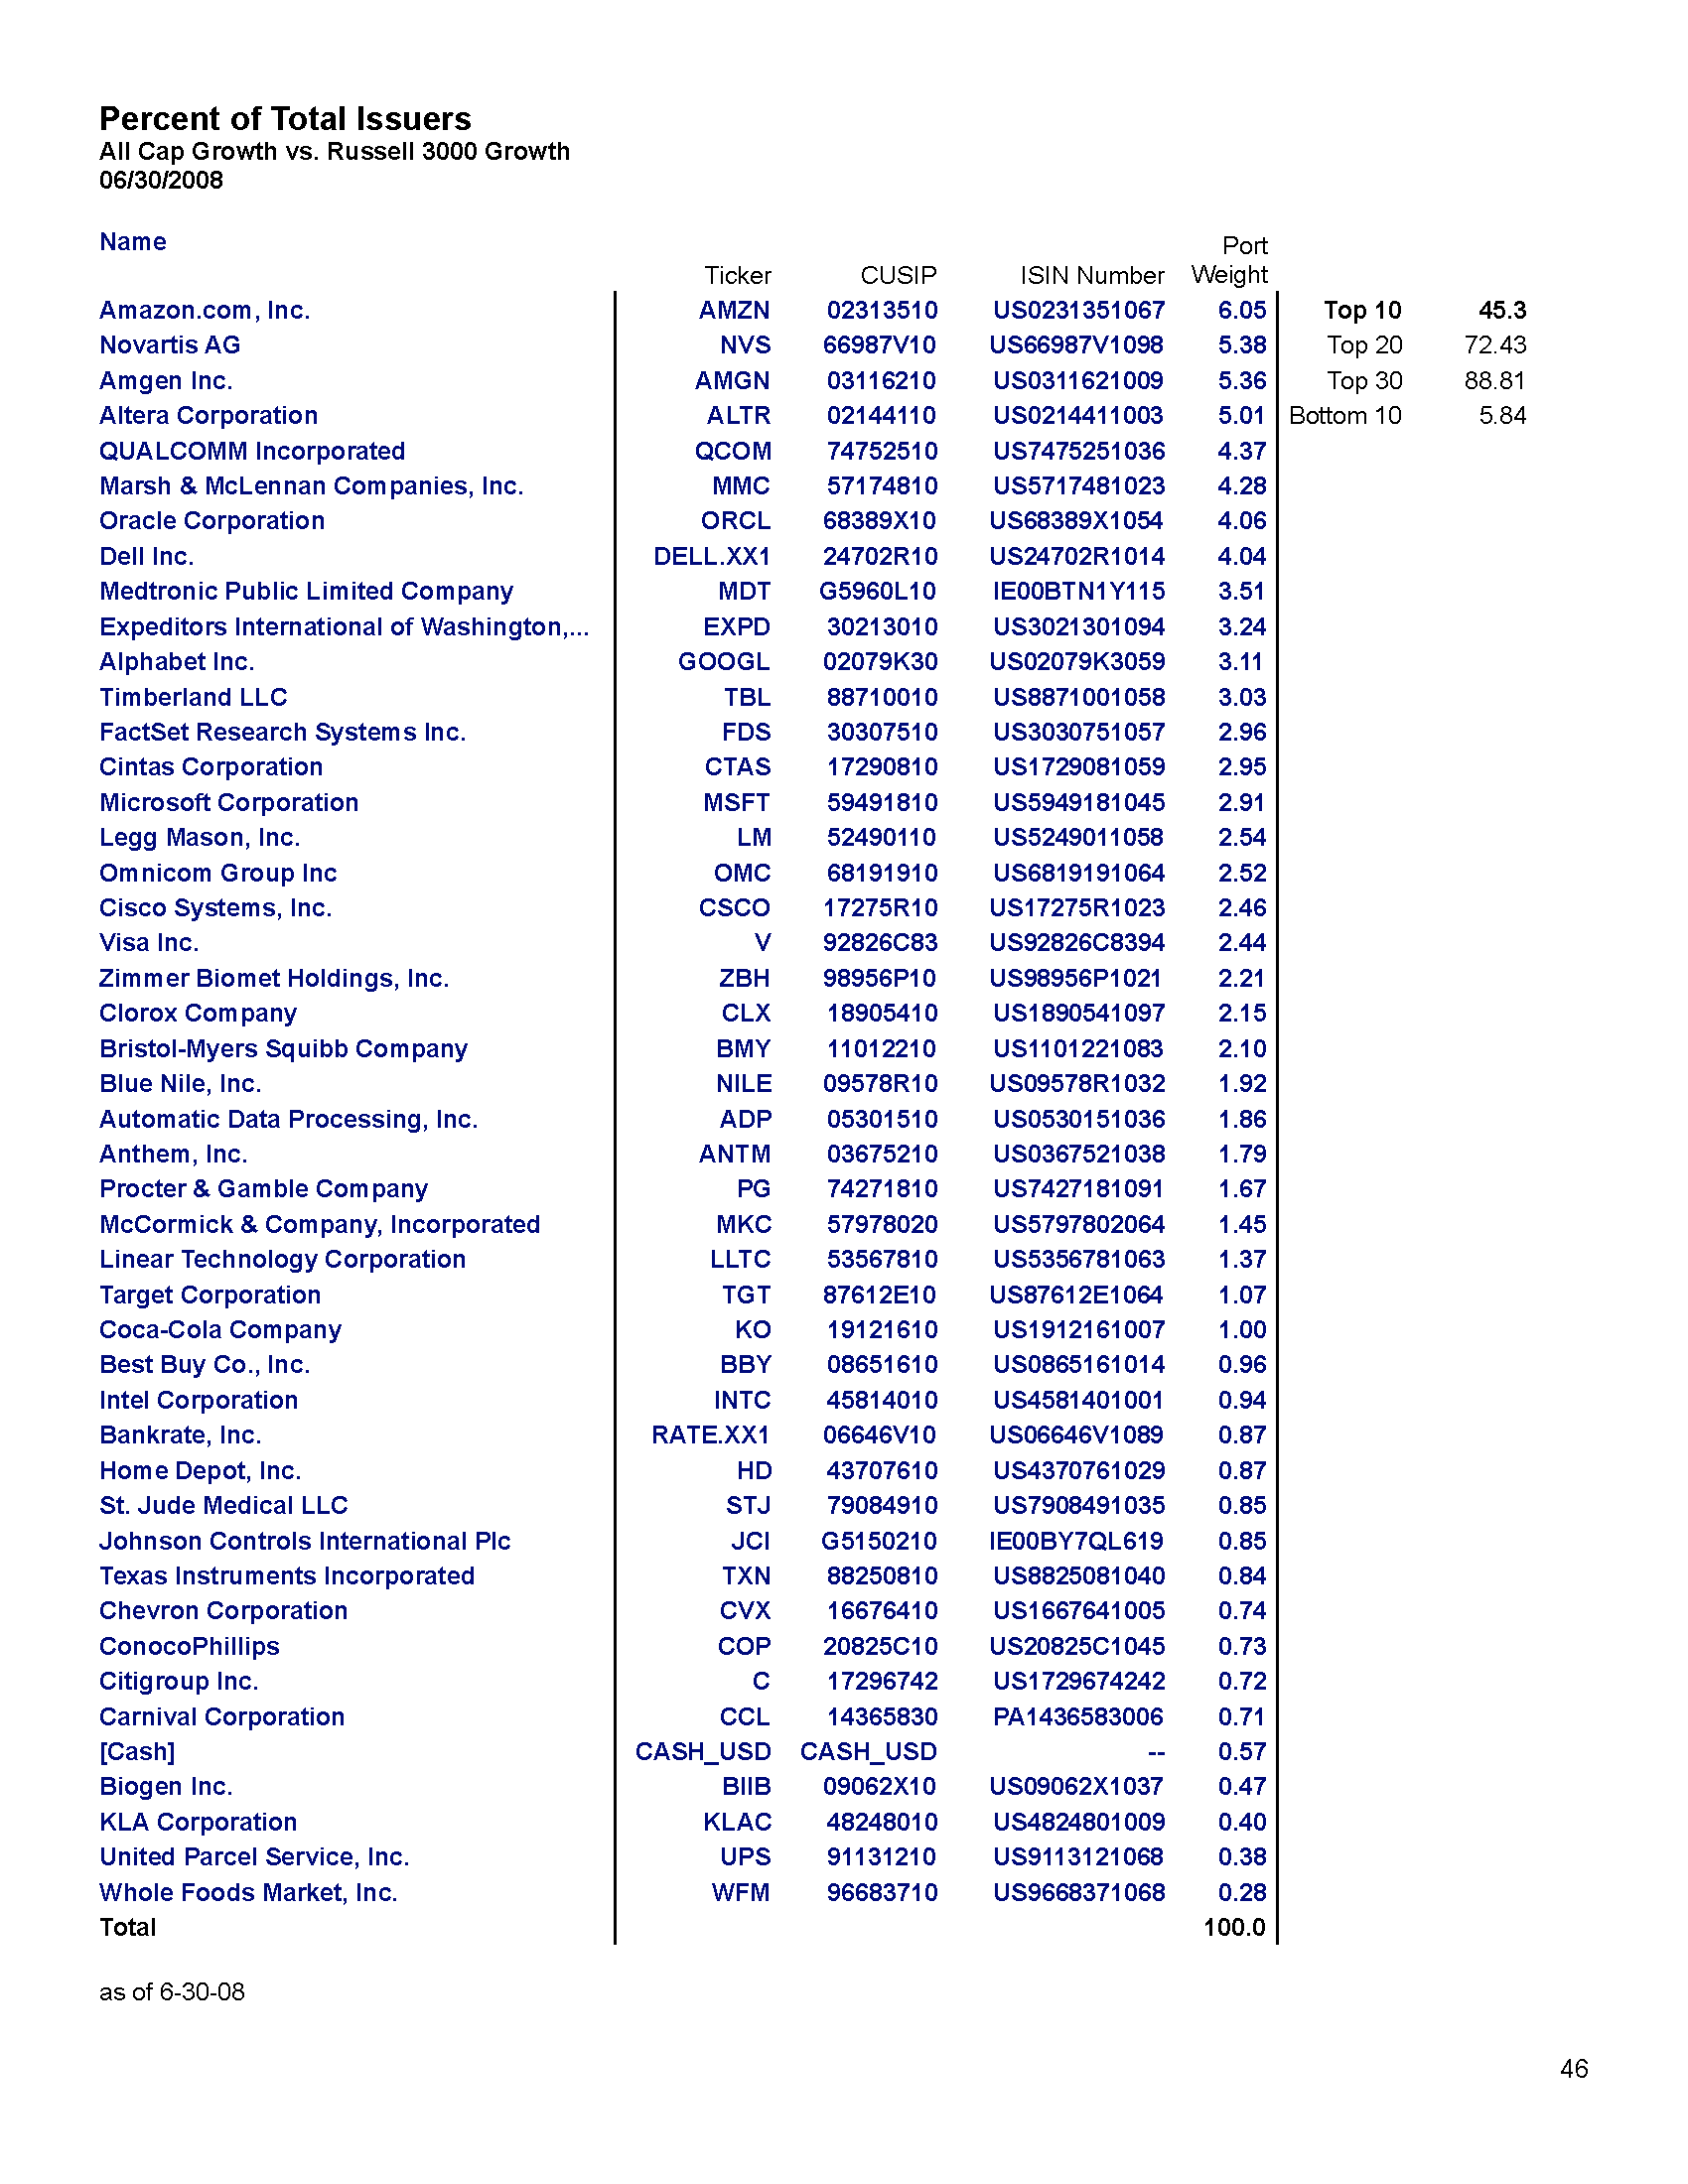 Percent of Total Issuers
All Cap Growth vs. Russell 3000 Growth
06/30/2008
Name Ticker CUSIP ISIN Number Port Weight
Amazon.com, Inc. AMZN 02313510 US0231351067 6.05 Top 10 45.3
Novartis AG NVS 66987V10 US66987V1098 5.38 Top 20 72.43
Amgen Inc. AMGN 03116210 US0311621009 5.36 Top 30 88.81
Altera Corporation ALTR 02144110 US0214411003 5.01 Bottom 10 5.84
QUALCOMM Incorporated QCOM 74752510 US7475251036 4.37
Marsh & McLennan Companies, Inc. MMC 57174810 US5717481023 4.28
Oracle Corporation ORCL 68389X10 US68389X1054 4.06
Dell Inc. DELL.XX1 24702R10 US24702R1014 4.04
Medtronic Public Limited Company MDT G5960L10 IE00BTN1Y115 3.51
Expeditors International of Washington,... EXPD 30213010 US3021301094 3.24
Alphabet Inc. GOOGL 02079K30 US02079K3059 3.11
Timberland LLC TBL 88710010 US8871001058 3.03
FactSet Research Systems Inc. FDS 30307510 US3030751057 2.96
Cintas Corporation CTAS 17290810 US1729081059 2.95
Microsoft Corporation MSFT 59491810 US5949181045 2.91
Legg Mason, Inc. LM 52490110 US5249011058 2.54
Omnicom Group Inc OMC 68191910 US6819191064 2.52
Cisco Systems, Inc. CSCO 17275R10 US17275R1023 2.46
Visa Inc. V 92826C83 US92826C8394 2.44
Zimmer Biomet Holdings, Inc. ZBH 98956P10 US98956P1021 2.21
Clorox Company CLX 18905410 US1890541097 2.15
Bristol-Myers Squibb Company BMY 11012210 US1101221083 2.10
Blue Nile, Inc. NILE 09578R10 US09578R1032 1.92
Automatic Data Processing, Inc. ADP 05301510 US0530151036 1.86
Anthem, Inc. ANTM 03675210 US0367521038 1.79
Procter & Gamble Company PG 74271810 US7427181091 1.67
McCormick & Company, Incorporated MKC 57978020 US5797802064 1.45
Linear Technology Corporation LLTC 53567810 US5356781063 1.37
Target Corporation TGT 87612E10 US87612E1064 1.07
Coca-Cola Company KO 19121610 US1912161007 1.00
Best Buy Co., Inc. BBY 08651610 US0865161014 0.96
Intel Corporation INTC 45814010 US4581401001 0.94
Bankrate, Inc. RATE.XX1 06646V10 US06646V1089 0.87
Home Depot, Inc. HD 43707610 US4370761029 0.87
St. Jude Medical LLC STJ 79084910 US7908491035 0.85
Johnson Controls International Plc JCI G5150210 IE00BY7QL619 0.85
Texas Instruments Incorporated TXN 88250810 US8825081040 0.84
Chevron Corporation CVX 16676410 US1667641005 0.74
ConocoPhillips COP 20825C10 US20825C1045 0.73
Citigroup Inc. C 17296742 US1729674242 0.72
Carnival Corporation CCL 14365830 PA1436583006 0.71
[Cash] CASH_USD CASH_USD -- 0.57
Biogen Inc. BIIB 09062X10 US09062X1037 0.47
KLA Corporation KLAC 48248010 US4824801009 0.40
United Parcel Service, Inc. UPS 91131210 US9113121068 0.38
Whole Foods Market, Inc. WFM 96683710 US9668371068 0.28
Total 100.0
as of 6-30-08
46